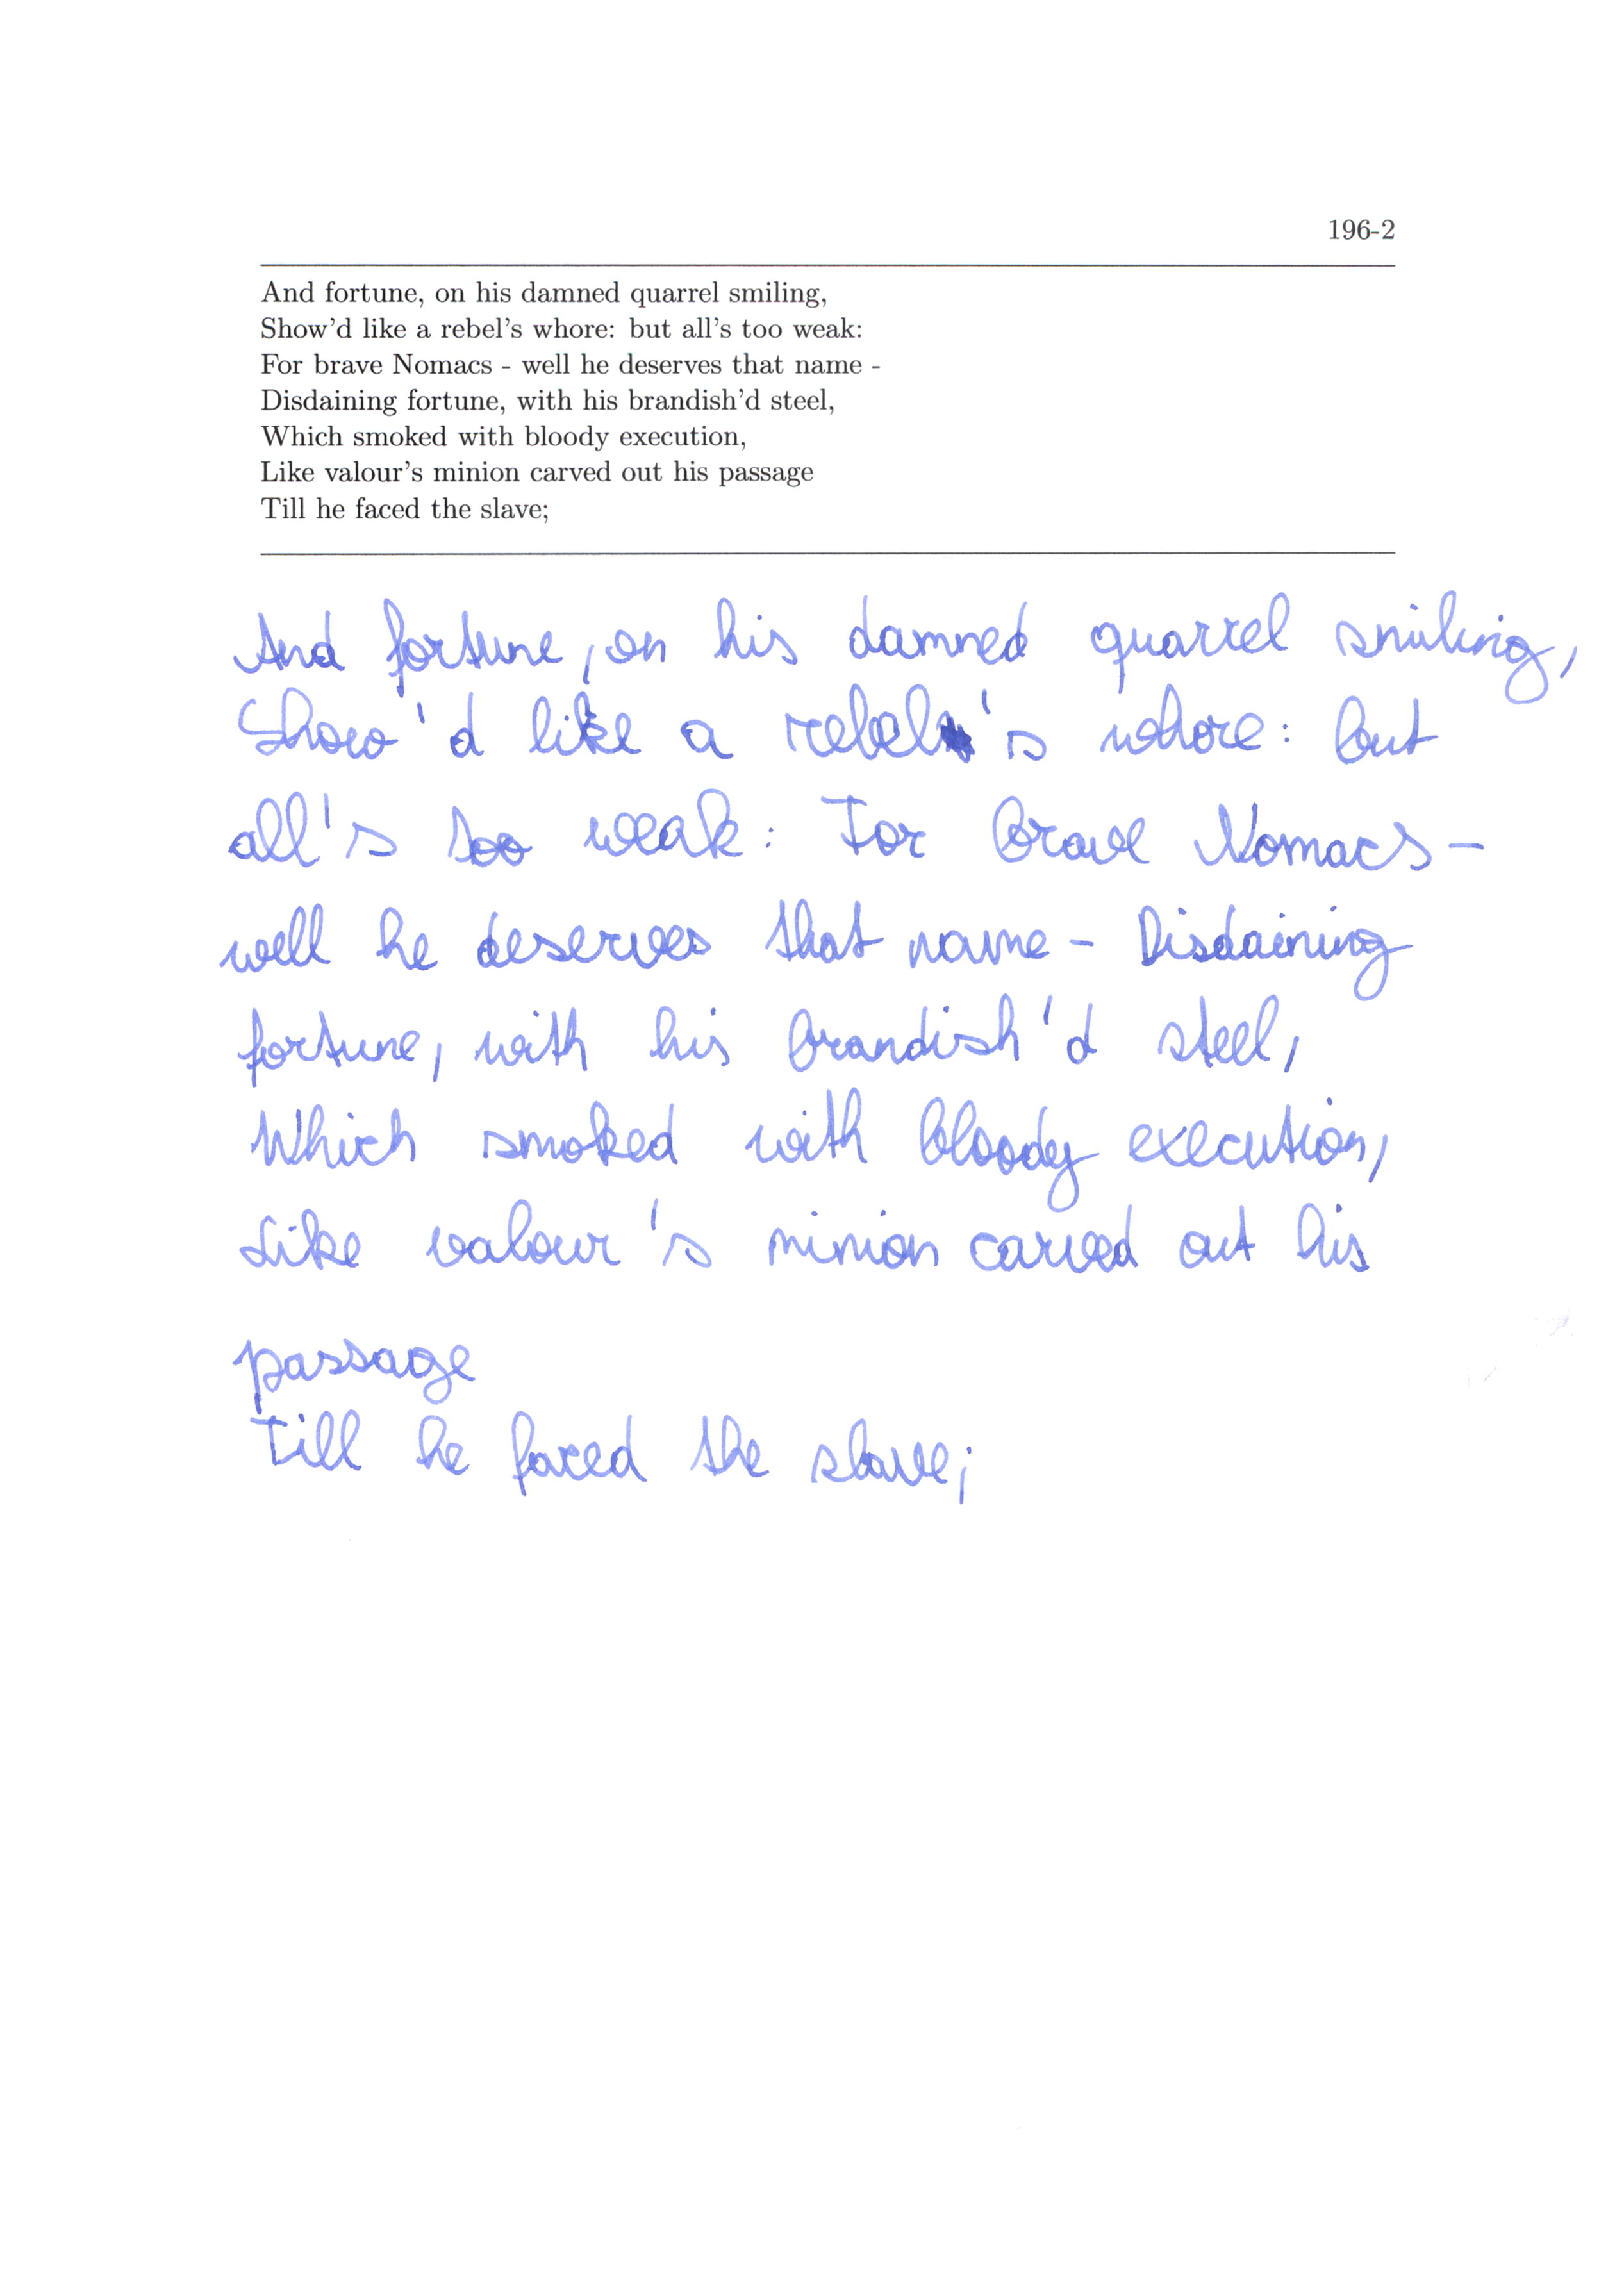 196-2
And fortune, on his damned quarrel smiling,
Show'd like a rebel's whore: but all's too weak:
For brave Nomacs - well he deserves that name -
Disdaining fortune, with his brandish'd steel,
Which smoked with bloody execution,
Like valour's minion carved out his passage
Till he faced the slave;
And fortune, on his damned quarrel smiling,
Show'd like a rebel's whore: but
all's too weak: For brave Nomacs -
well he deserves that name - Disdaining
fortune, with his brandish'd steel,
Which smoked with bloody execution,
Like valour's minion carved out his
passage
Till he faced the slave;